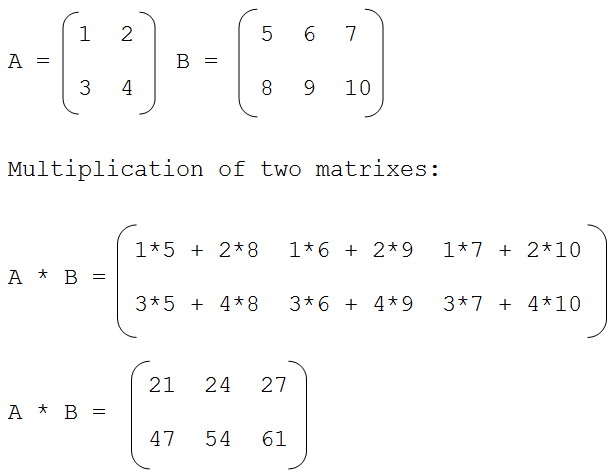 1 2 5 6 7
A = B =
3 4 8 9 10
Multiplication of two matrixes:
1*5 + 2*8 1*6 + 2*9 1*7 + 2*10
A * B =
3*5 + 4*8 3*6 + 4*9 3*7 + 4*10
21 24 27
A * B =
47 54 61